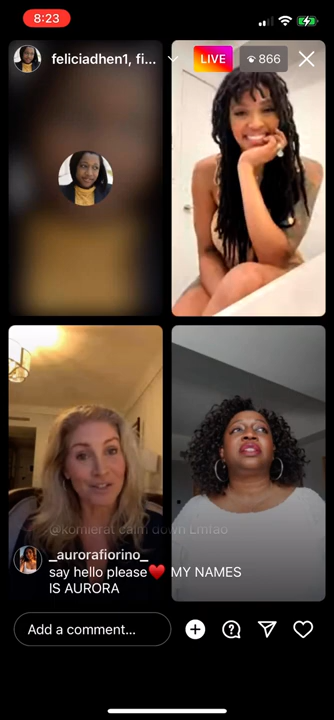 8:23
feliciadhen1, fi...
LIVE
866
@komierat calm down Lmfao
_aurorafiorino_
say hello please❤️ MY NAMES
IS AURORA
Add a comment...